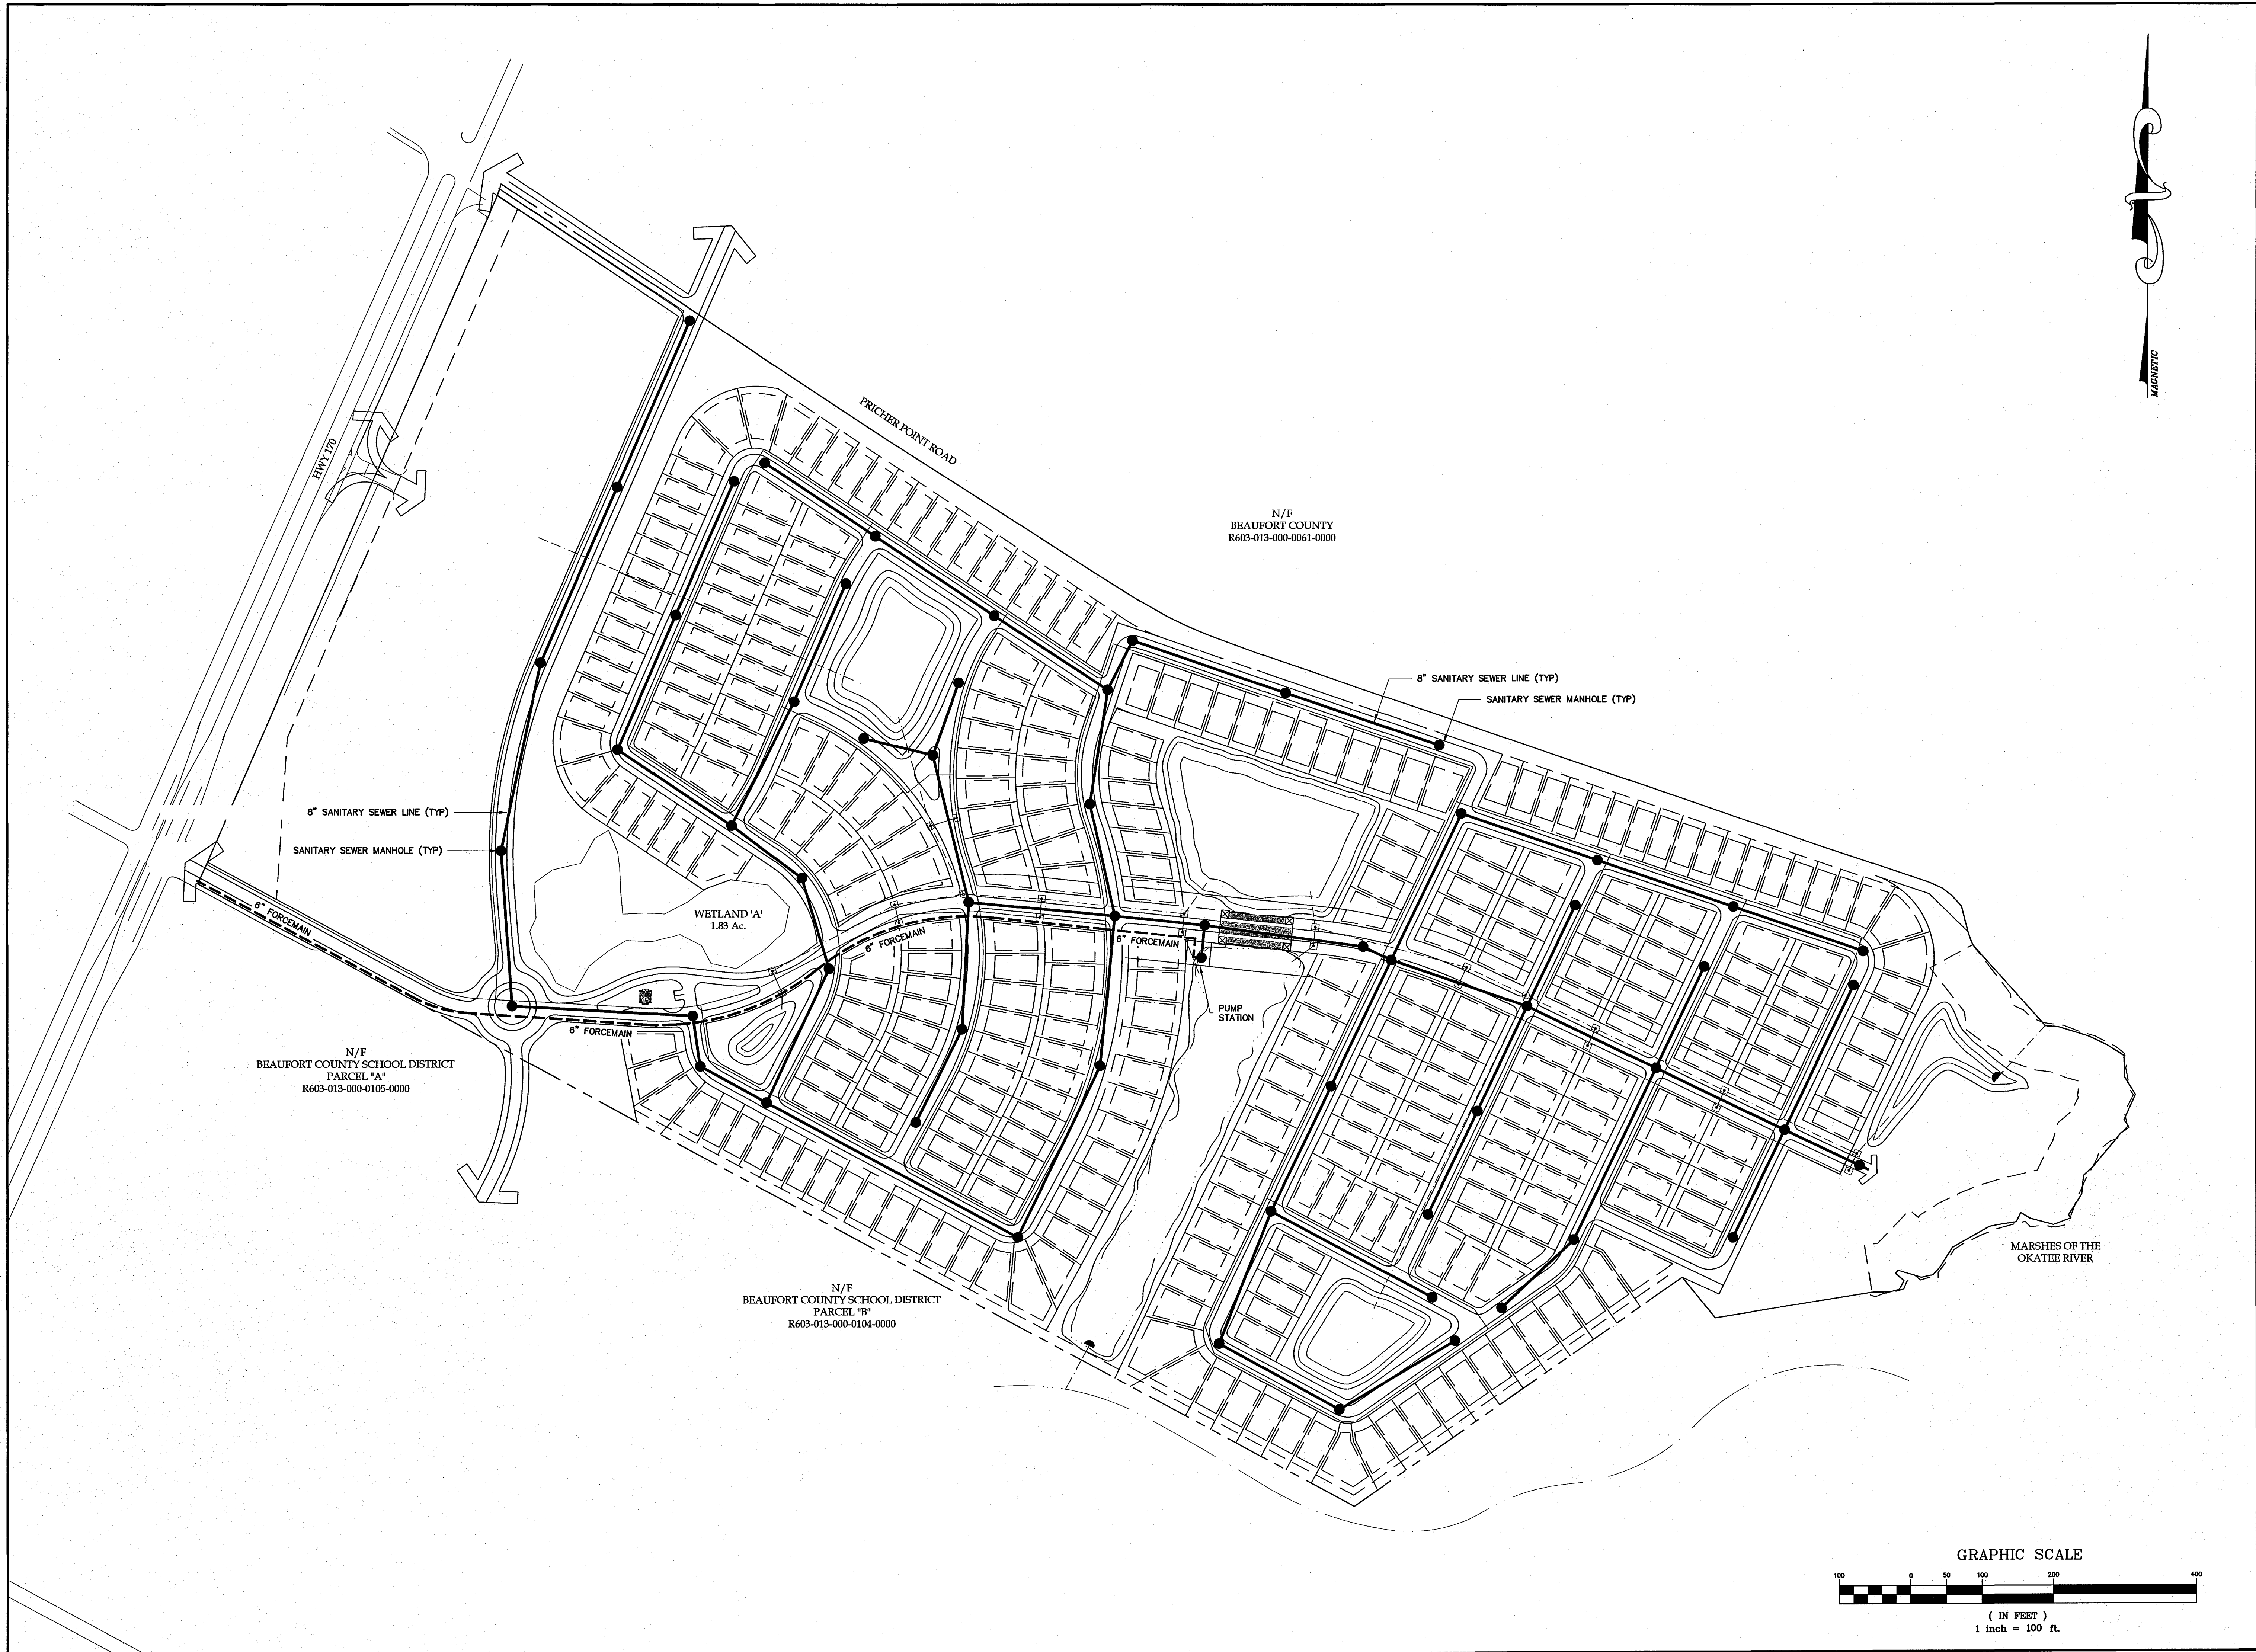 MAGNETIC
HWY 170
PRICHER POINT ROAD
N/F
BEAUFORT COUNTY
R603-013-000-0061-0000
8" SANITARY SEWER LINE (TYP)
SANITARY SEWER MANHOLE (TYP)
8" SANITARY SEWER LINE (TYP)
SANITARY SEWER MANHOLE (TYP)
WETLAND 'A'
1.83 Ac.
6" FORCEMAIN
6" FORCEMAIN
6" FORCEMAIN
6" FORCEMAIN
PUMP
STATION
N/F
BEAUFORT COUNTY SCHOOL DISTRICT
PARCEL "A"
R603-013-000-0105-0000
N/F
BEAUFORT COUNTY SCHOOL DISTRICT
PARCEL "B"
R603-013-000-0104-0000
MARSHES OF THE
OKATEE RIVER
GRAPHIC SCALE
100 0 50 100 200 400
( IN FEET )
1 inch = 100 ft.